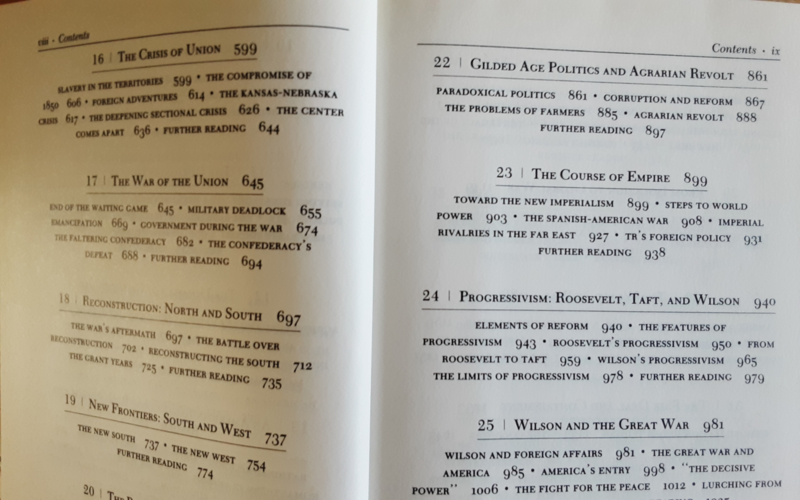 viii · Contents
16 | The Crisis of Union 599
SLAVERY IN THE TERRITORIES 599 • THE COMPROMISE OF
1850 606 • FOREIGN ADVENTURES 614 • THE KANSAS-NEBRASKA
CRISIS 617 • THE DEEPENING SECTIONAL CRISIS 626 • THE CENTER
COMES APART 636 • FURTHER READING 644
17 | The War of the Union 645
END OF THE WAITING GAME 645 • MILITARY DEADLOCK 655
EMANCIPATION 669 • GOVERNMENT DURING THE WAR 674
THE FALTERING CONFEDERACY 682 • THE CONFEDERACY'S
DEFEAT 688 • FURTHER READING 694
18 | Reconstruction: North and South 697
THE WAR'S AFTERMATH 697 • THE BATTLE OVER
RECONSTRUCTION 702 • RECONSTRUCTING THE SOUTH 712
THE GRANT YEARS 725 • FURTHER READING 735
19 | New Frontiers: South and West 737
THE NEW SOUTH 737 • THE NEW WEST 754
FURTHER READING 774
20 | The
Contents · ix
22 | Gilded Age Politics and Agrarian Revolt 861
PARADOXICAL POLITICS 861 • CORRUPTION AND REFORM 867
THE PROBLEMS OF FARMERS 885 • AGRARIAN REVOLT 888
FURTHER READING 897
23 | The Course of Empire 899
TOWARD THE NEW IMPERIALISM 899 • STEPS TO WORLD
POWER 903 • THE SPANISH-AMERICAN WAR 908 • IMPERIAL
RIVALRIES IN THE FAR EAST 927 • TR'S FOREIGN POLICY 931
FURTHER READING 938
24 | Progressivism: Roosevelt, Taft, and Wilson 940
ELEMENTS OF REFORM 940 • THE FEATURES OF
PROGRESSIVISM 943 • ROOSEVELT'S PROGRESSIVISM 950 • FROM
ROOSEVELT TO TAFT 959 • WILSON'S PROGRESSIVISM 965
THE LIMITS OF PROGRESSIVISM 978 • FURTHER READING 979
25 | Wilson and the Great War 981
WILSON AND FOREIGN AFFAIRS 981 • THE GREAT WAR AND
AMERICA 985 • AMERICA'S ENTRY 998 • "THE DECISIVE
POWER" 1006 • THE FIGHT FOR THE PEACE 1012 • LURCHING FROM